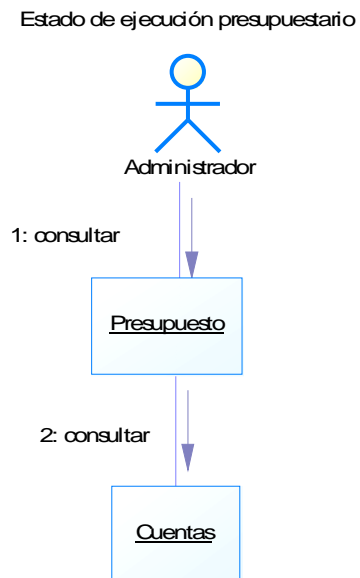 Estado de ejecución presupuestario
Administrador
1: consultar
Presupuesto
2: consultar
Cuentas